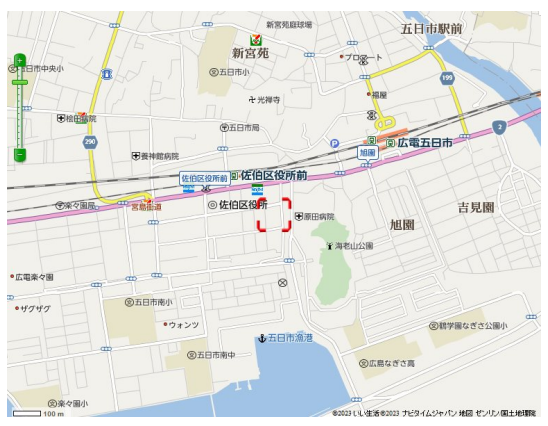 新宮苑庭球場
五日市駅前
新宮苑
五日市中央小
五日市小
プロート
199
光禅寺
福屋
桧田病院
五日市局
2
290
養神館病院
広電五日市
旭園
佐伯区役所前
佐伯区役所前
楽々園局
宮島街道
佐伯区役所
原田病院
吉見園
旭園
海老山公園
広電楽々園
五日市南小
ザグザグ
ウォンツ
鶴学園なぎさ公園小
五日市漁港
五日市南中
広島なぎさ高
楽々園小
100 m
©2023 いい生活 ©2023 ナビタイムジャパン 地図 ゼンリン/国土地理院